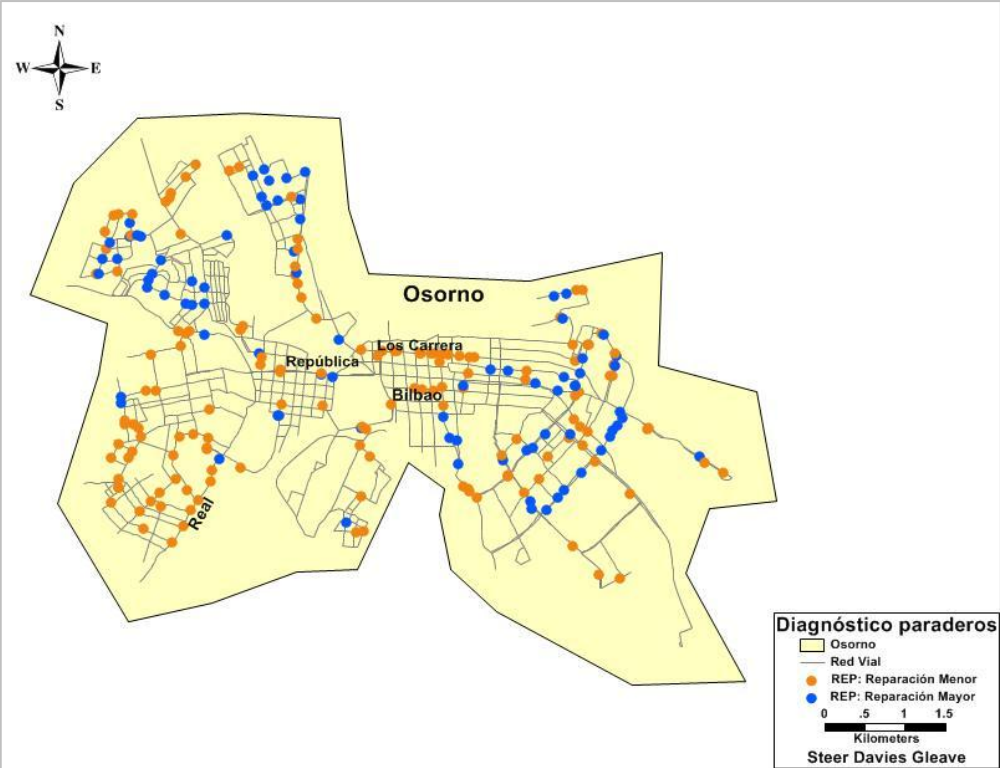 N
W E
S
Osorno
Los Carrera
República
Bilbao
Real
Diagnóstico paraderos
Osorno
Red Vial
REP: Reparación Menor
REP: Reparación Mayor
0 .5 1 1.5
Kilometers
Steer Davies Gleave